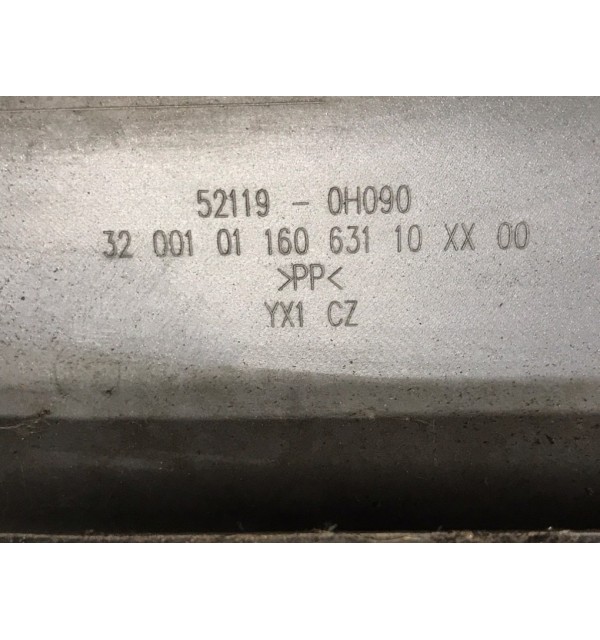 52119 - 0H090
32 001 01 160 631 10 XX 00
>PP<
YX1 CZ